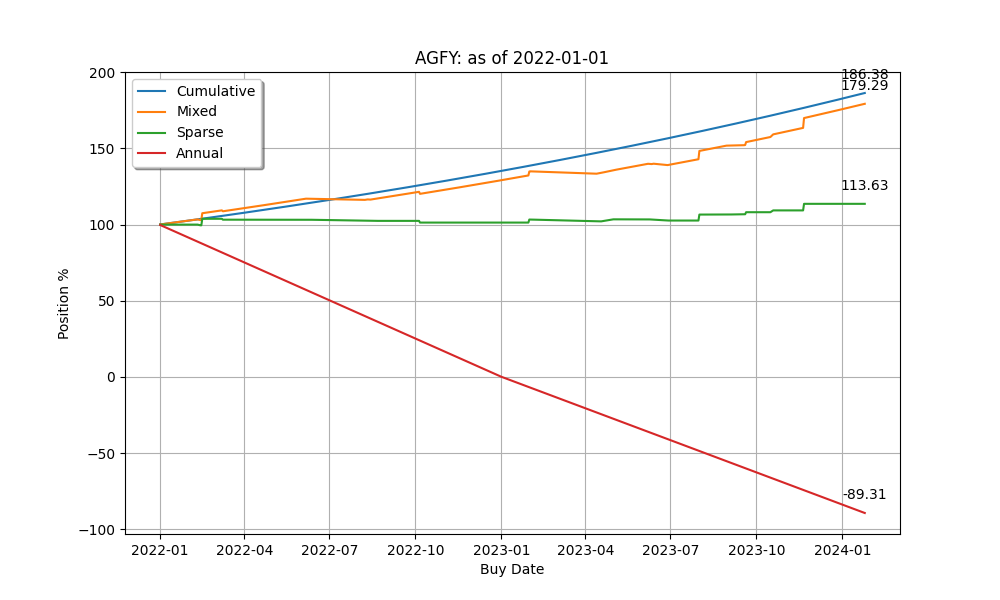 AGFY: as of 2022-01-01
200
150
100
50
0
−50
−100
Position %
Cumulative
Mixed
Sparse
Annual
186.38
179.29
113.63
-89.31
2022-01
2022-04
2022-07
2022-10
2023-01
2023-04
2023-07
2023-10
2024-01
Buy Date